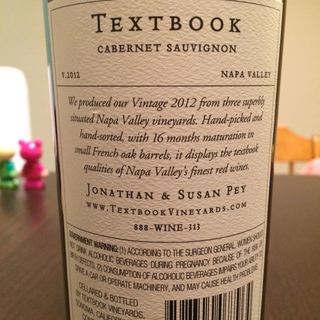 TEXTBOOK
CABERNET SAUVIGNON
V.2012 NAPA VALLEY
We produced our Vintage 2012 from three superbly
situated Napa Valley vineyards. Hand-picked and
hand-sorted, with 16 months maturation in
small French oak barrels, it displays the textbook
qualities of Napa Valley's finest red wines.
JONATHAN & SUSAN PEY
WWW.TEXTBOOKVINEYARDS.COM
888-WINE-313
GOVERNMENT WARNING: (1) ACCORDING TO THE SURGEON GENERAL, WOMEN SHOULD
NOT DRINK ALCOHOLIC BEVERAGES DURING PREGNANCY BECAUSE OF THE RISK OF
BIRTH DEFECTS. (2) CONSUMPTION OF ALCOHOLIC BEVERAGES IMPAIRS YOUR ABILITY TO
DRIVE A CAR OR OPERATE MACHINERY, AND MAY CAUSE HEALTH PROBLEMS.
CELLARED & BOTTLED
BY TEXTBOOK VINEYARDS,
SONOMA, CALIFORNIA